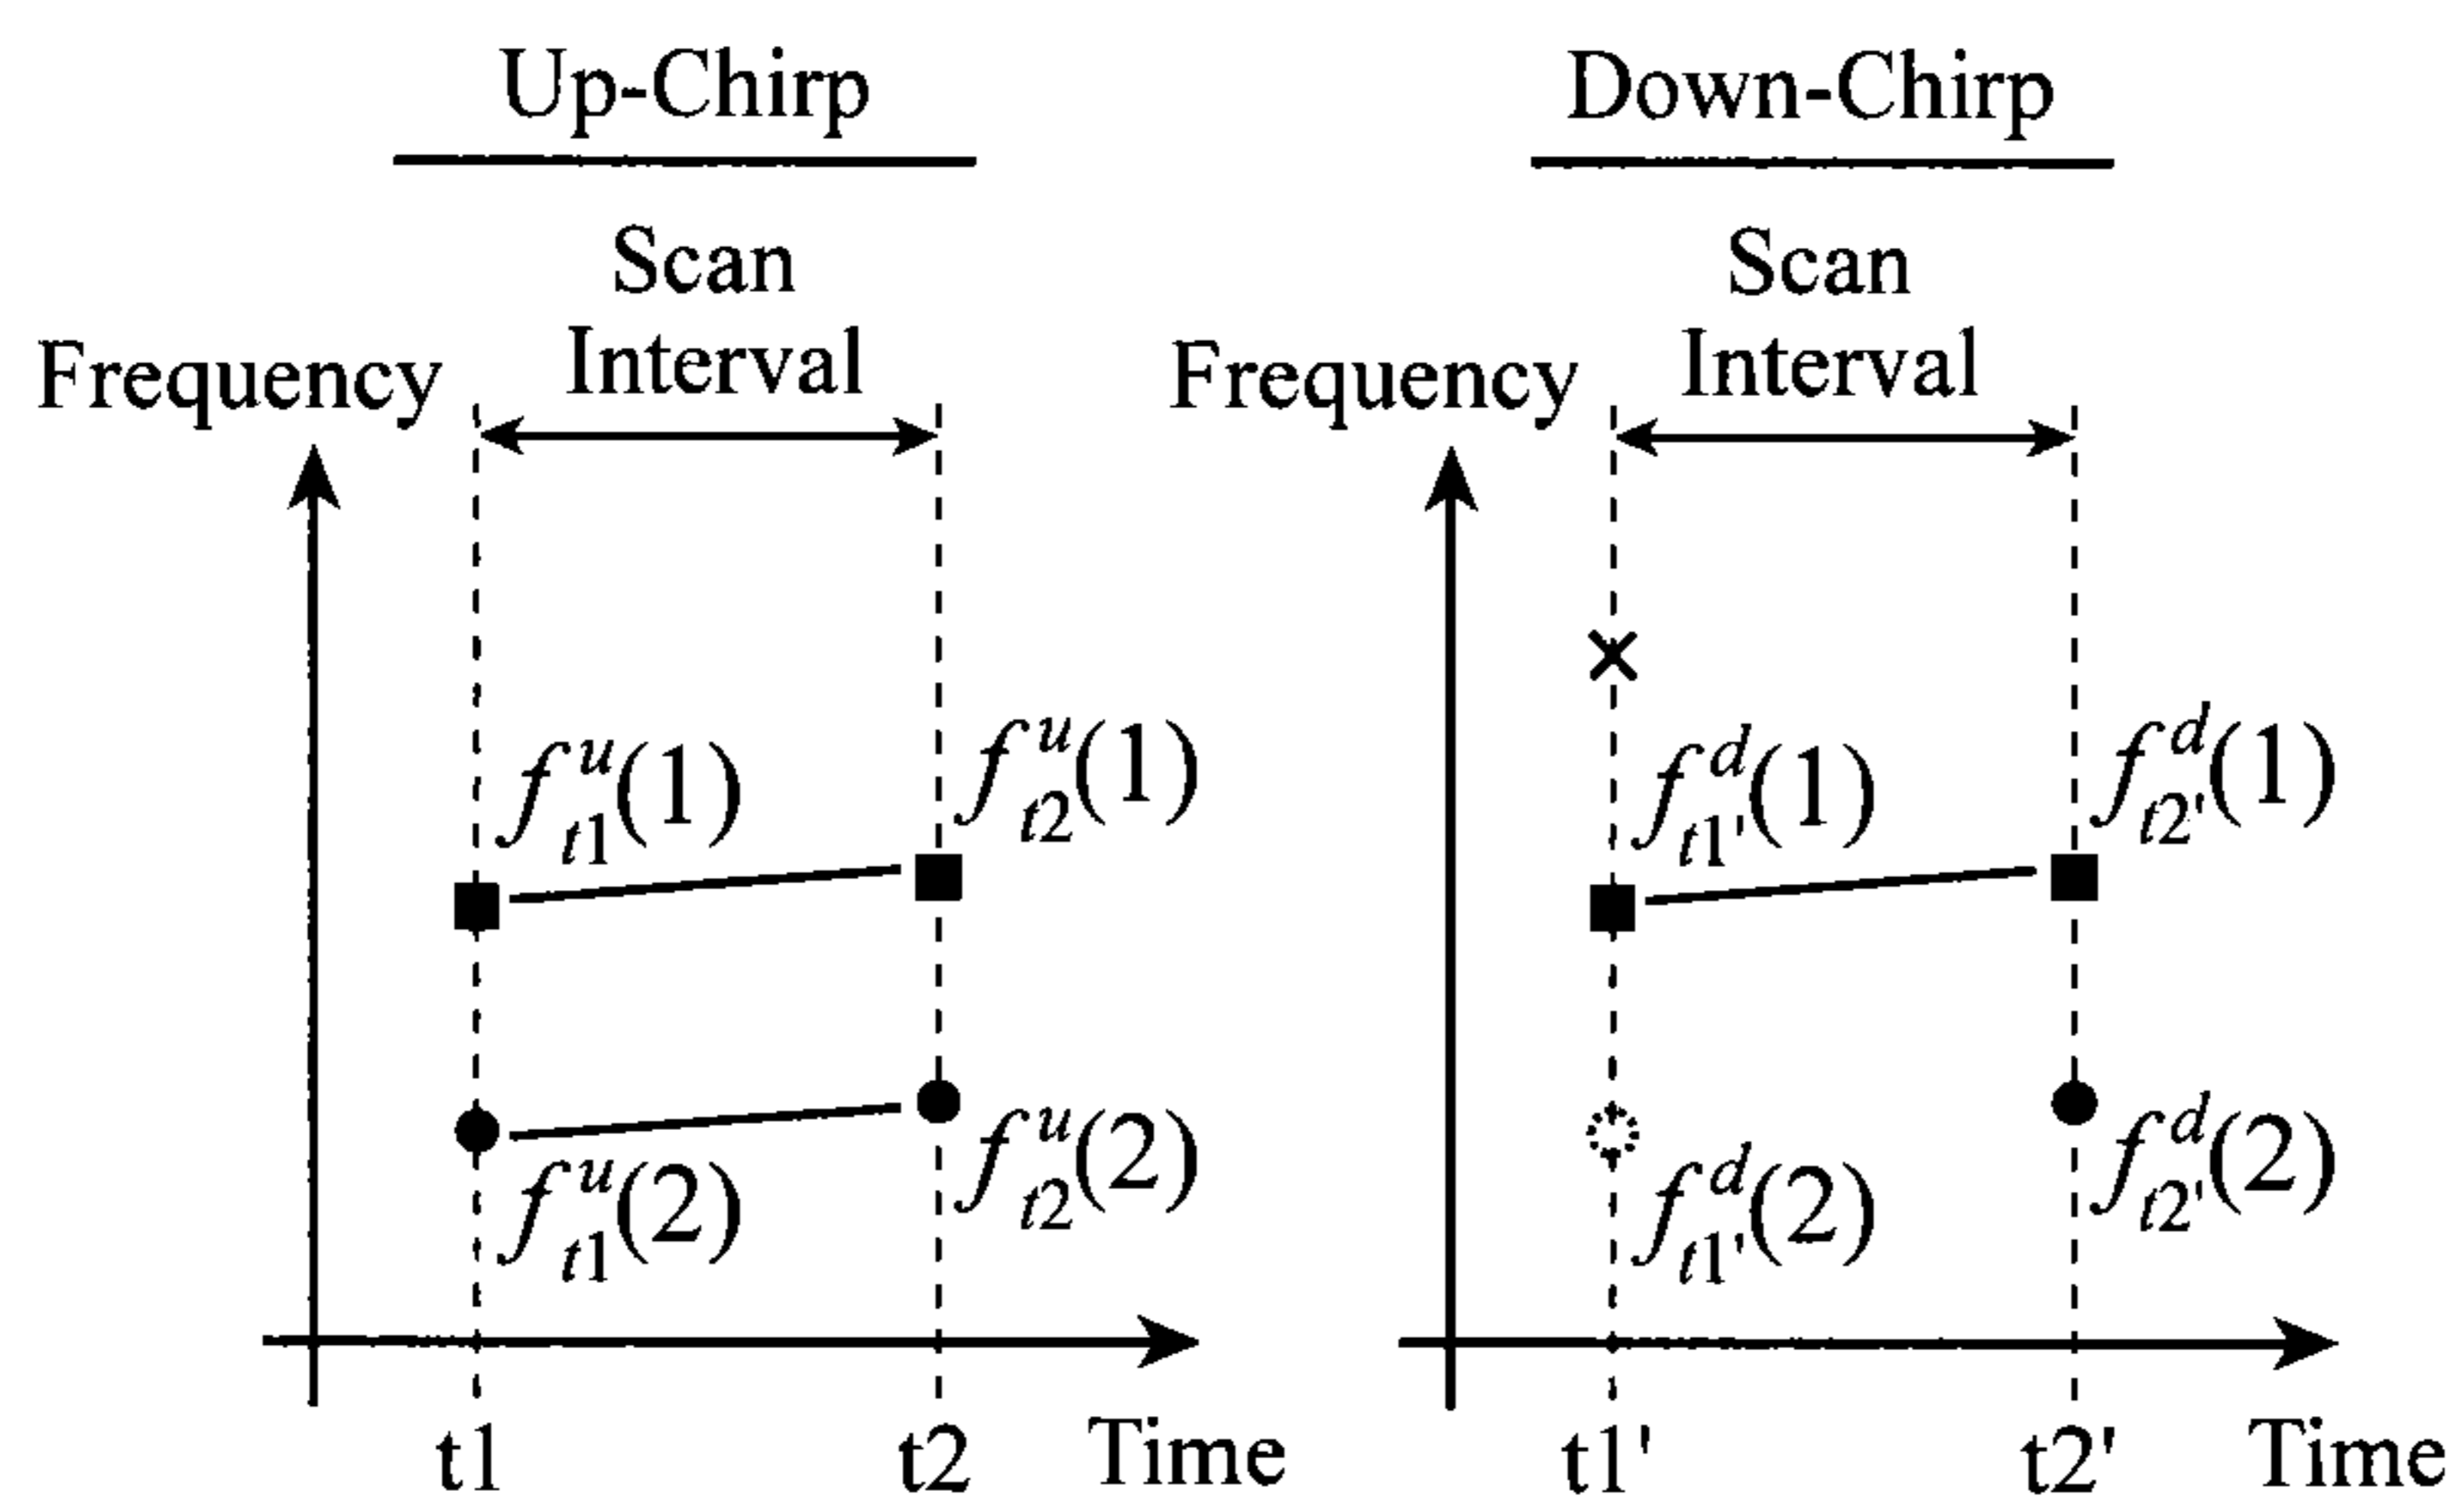 Up-Chirp
Scan
Interval
Frequency
f^u_{t1}(1)
f^u_{t2}(1)
f^u_{t1}(2)
f^u_{t2}(2)
t1
t2
Time
Down-Chirp
Scan
Interval
Frequency
f^d_{t1'}(1)
f^d_{t2'}(1)
f^d_{t1'}(2)
f^d_{t2'}(2)
t1'
t2'
Time